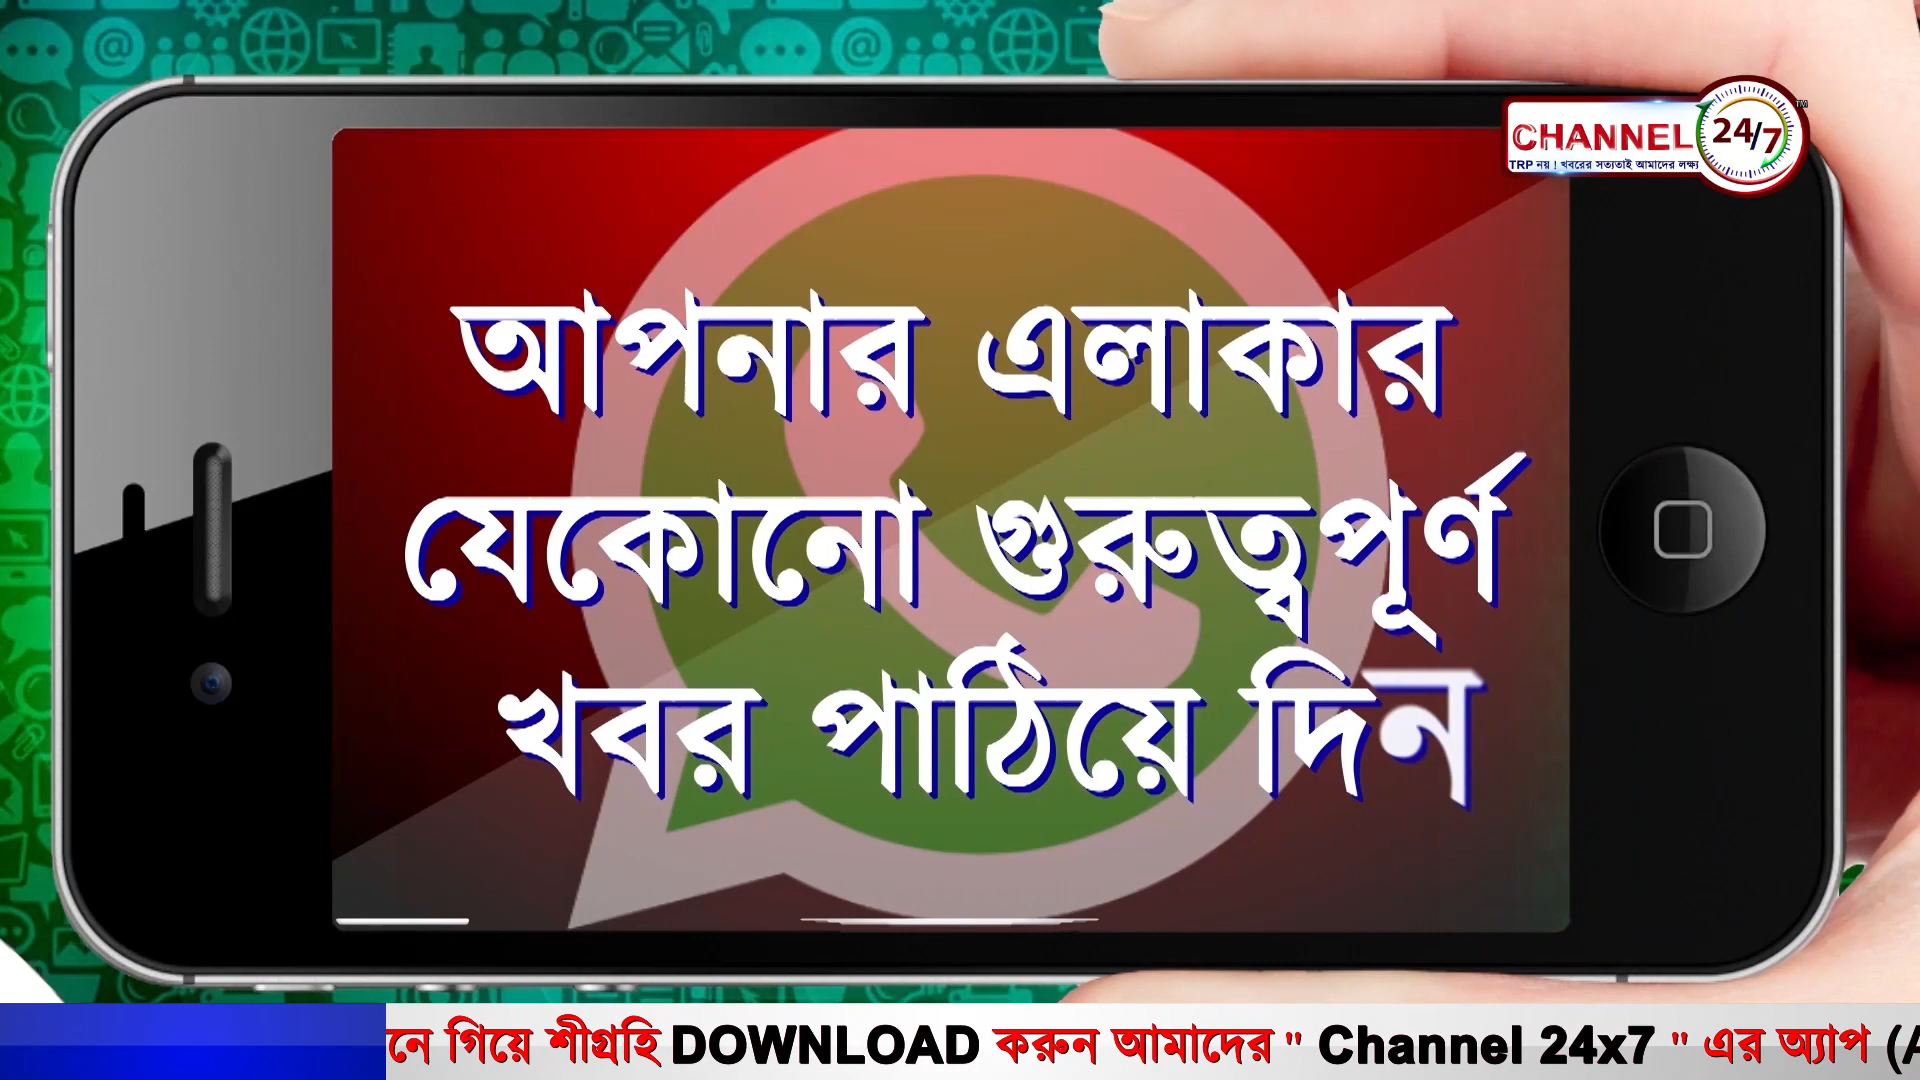 CHANNEL 24/7 TM
TRP নয় ! খবরের সত্যতাই আমাদের লক্ষ্য
আপনার এলাকার
যেকোনো গুরুত্বপূর্ণ
খবর পাঠিয়ে দিন
নে গিয়ে শীগ্রহি DOWNLOAD করুন আমাদের " Channel 24x7 " এর অ্যাপ (A